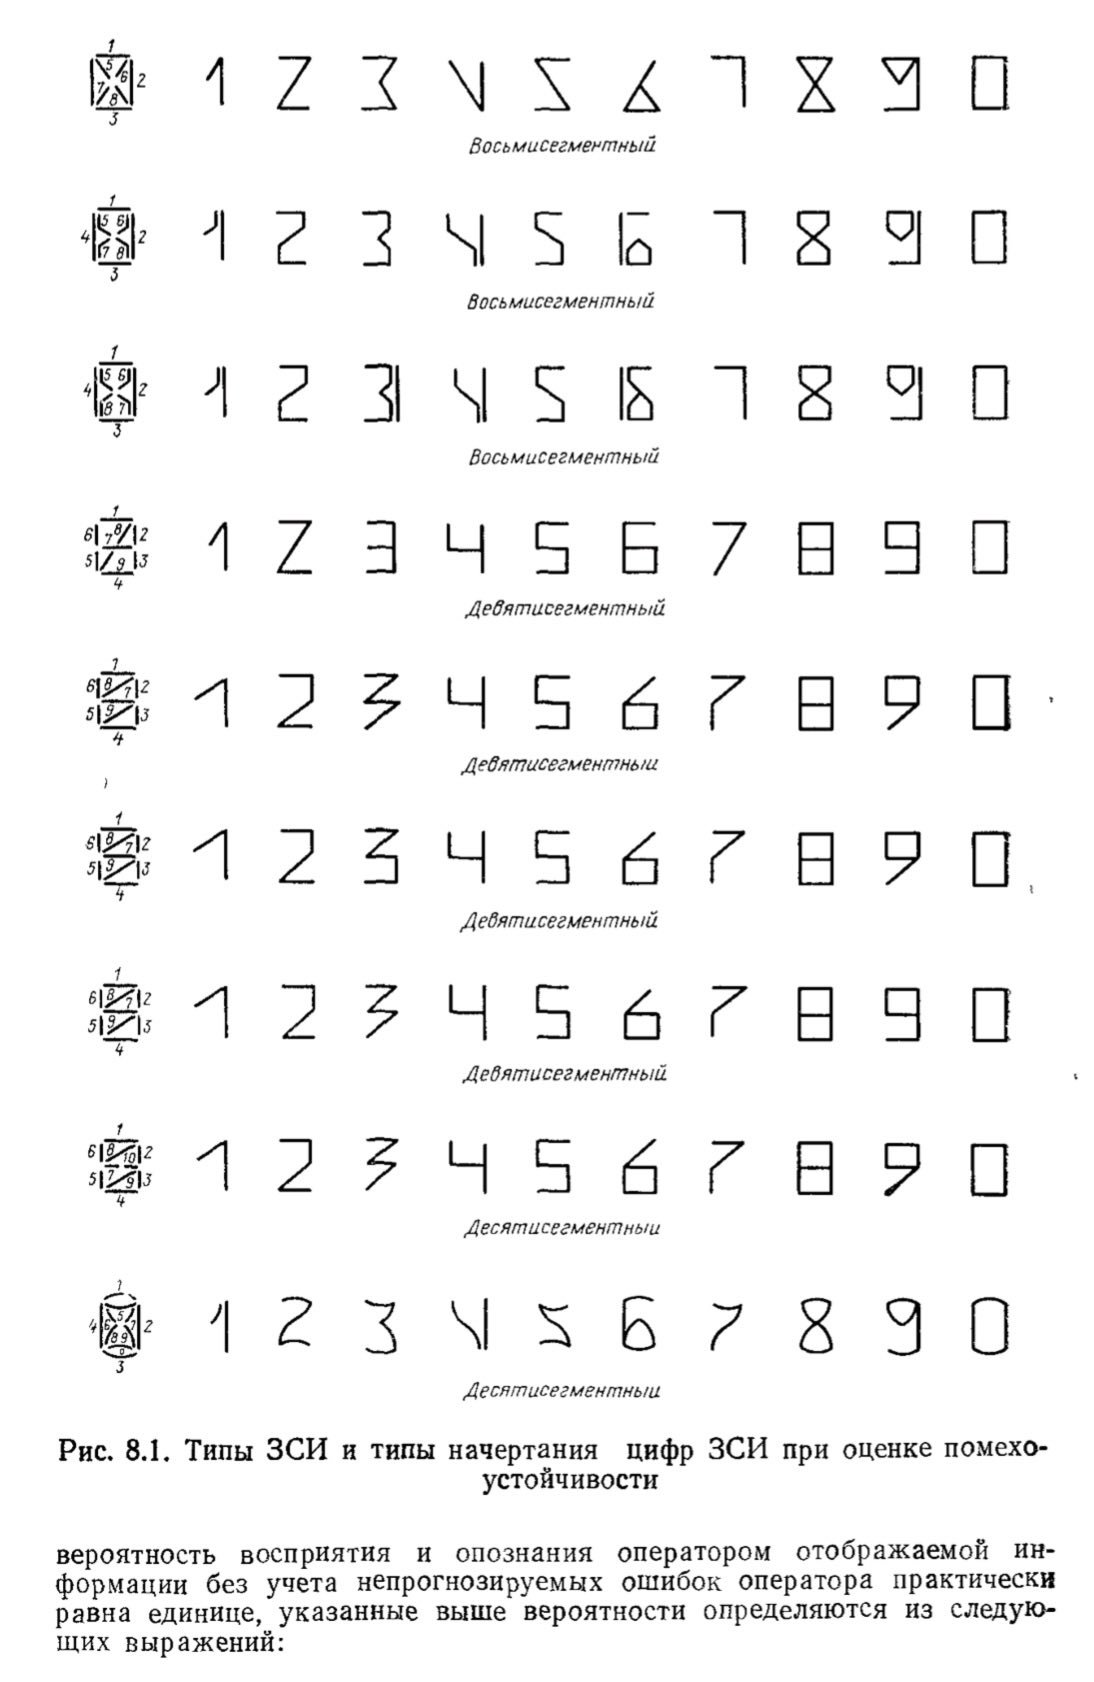 1 5 6 7 8 2 3 1 2 3 4 5 6 7 8 9 0
Восьмисегментный
1 5 6 4 2 7 8 3 1 2 3 4 5 6 7 8 9 0
Восьмисегментный
1 5 6 4 2 8 7 3 1 2 3 4 5 6 7 8 9 0
Восьмисегментный
1 6 7 8 2 5 9 3 4 1 2 3 4 5 6 7 8 9 0
Девятисегментный
1 6 8 7 2 5 9 3 4 1 2 3 4 5 6 7 8 9 0
Девятисегментный
1 6 8 7 2 5 9 3 4 1 2 3 4 5 6 7 8 9 0
Девятисегментный
1 6 8 7 2 5 9 3 4 1 2 3 4 5 6 7 8 9 0
Девятисегментный
1 6 8 10 2 5 7 9 3 4 1 2 3 4 5 6 7 8 9 0
Десятисегментный
1 5 4 6 7 2 8 9 0 3 1 2 3 4 5 6 7 8 9 0
Десятисегментный
Рис. 8.1. Типы ЗСИ и типы начертания цифр ЗСИ при оценке помехо-
устойчивости
вероятность восприятия и опознания оператором отображаемой ин-
формации без учета непрогнозируемых ошибок оператора практически
равна единице, указанные выше вероятности определяются из следую-
щих выражений: